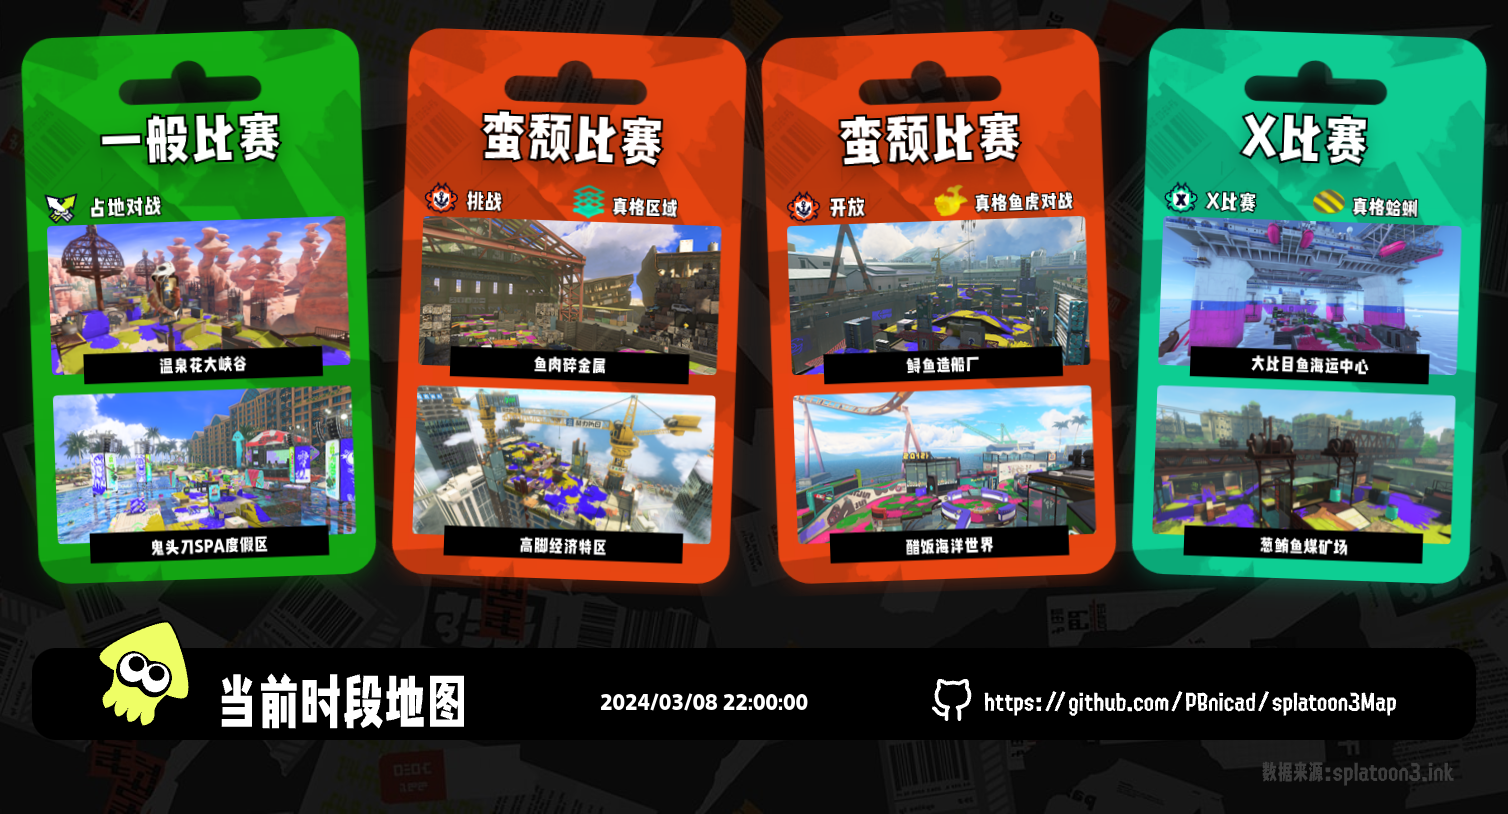 一般比赛
占地对战
温泉花大峡谷
鬼头刀SPA度假区
蛮颓比赛
挑战
真格区域
鱼肉碎金属
高脚经济特区
蛮颓比赛
开放
真格鱼虎对战
鲟鱼造船厂
醋饭海洋世界
X比赛
X比赛
真格蛤蜊
大比目鱼海运中心
葱鲔鱼煤矿场
当前时段地图
2024/03/08 22:00:00
https://github.com/PBnicad/splatoon3Map
数据来源:splatoon3.ink